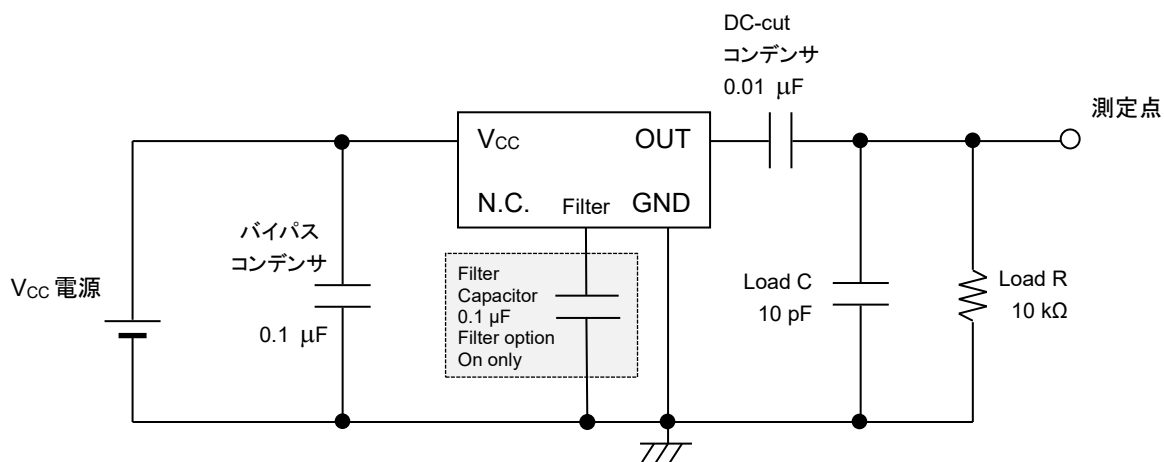 DC-cut
コンデンサ
0.01 μF
測定点
VCC
OUT
N.C.
Filter
GND
バイパス
コンデンサ
0.1 μF
VCC 電源
Filter
Capacitor
0.1 μF
Filter option
On only
Load C
10 pF
Load R
10 kΩ